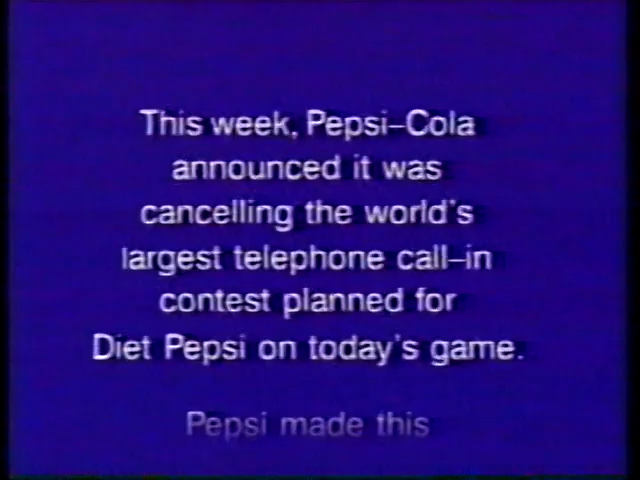 This week, Pepsi–Cola
announced it was
cancelling the world's
largest telephone call–in
contest planned for
Diet Pepsi on today's game.
Pepsi made this